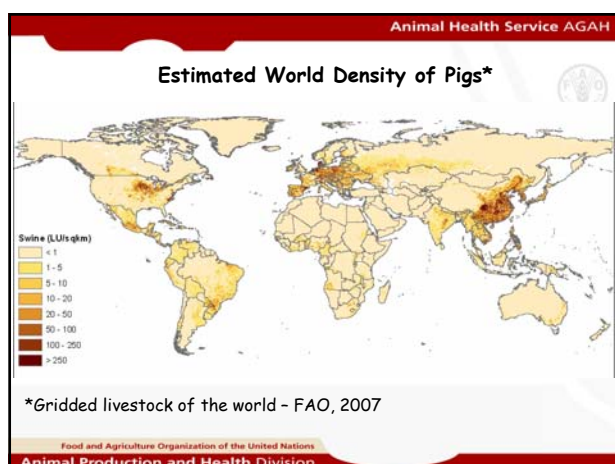 Animal Health Service AGAH
Estimated World Density of Pigs*
FAO
Swine (LU/sqkm)
< 1
1 - 5
5 - 10
10 - 20
20 - 50
50 - 100
100 - 250
> 250
*Gridded livestock of the world – FAO, 2007
Food and Agriculture Organization of the United Nations
Animal Production and Health Division